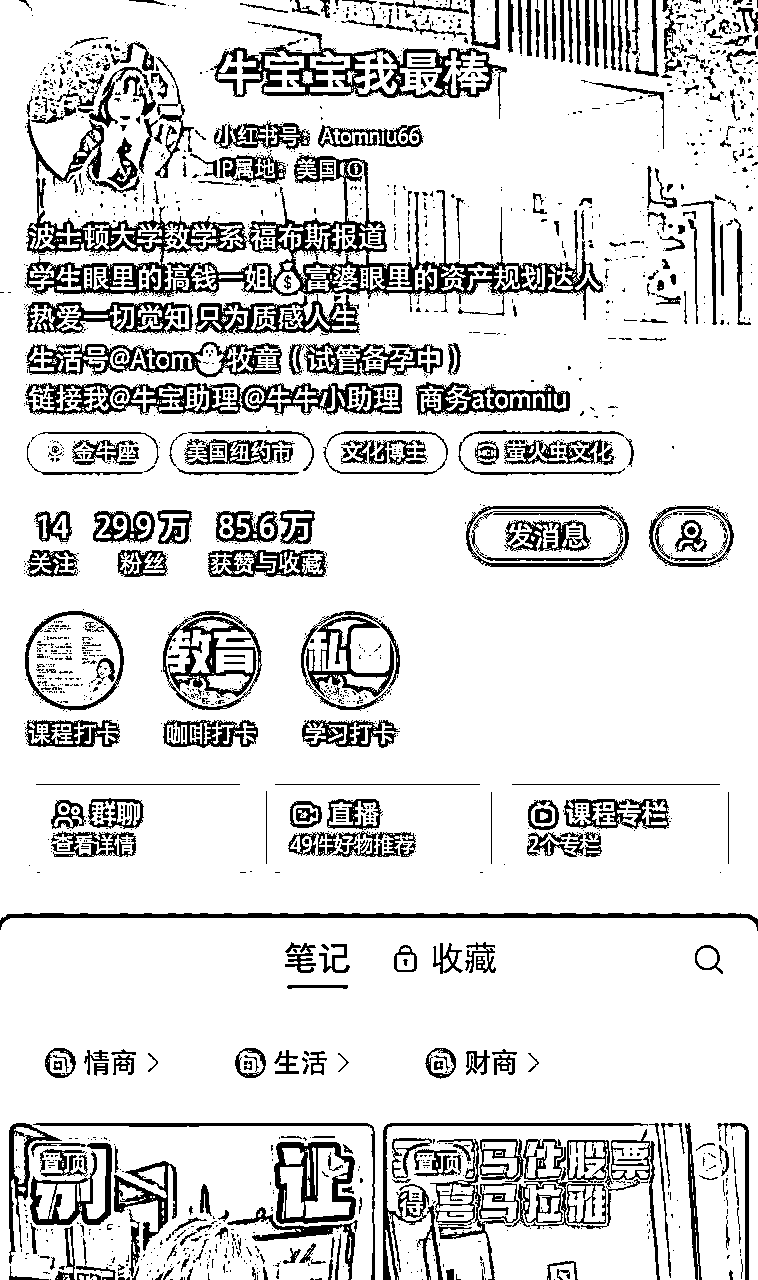 牛宝宝我最棒
小红书号：Atomniu66
IP属地：美国
波士顿大学数学系 福布斯报道
学生眼里的搞钱一姐💰富婆眼里的资产规划达人
热爱一切觉知 只为质感人生
生活号@Atom⛄牧童（试管备孕中）
链接我@牛宝助理 @牛牛小助理 商务atomniu
金牛座 美国纽约市 文化博主 萤火虫文化
14 29.9万 85.6万
关注 粉丝 获赞与收藏
发消息
教育 私
课程打卡 咖啡打卡 学习打卡
群聊 直播 课程专栏
查看详情 49件好物推荐 2个专栏
笔记 收藏
情商 生活 财商
置顶 别 让
置顶 马仕股票
得喜马拉雅